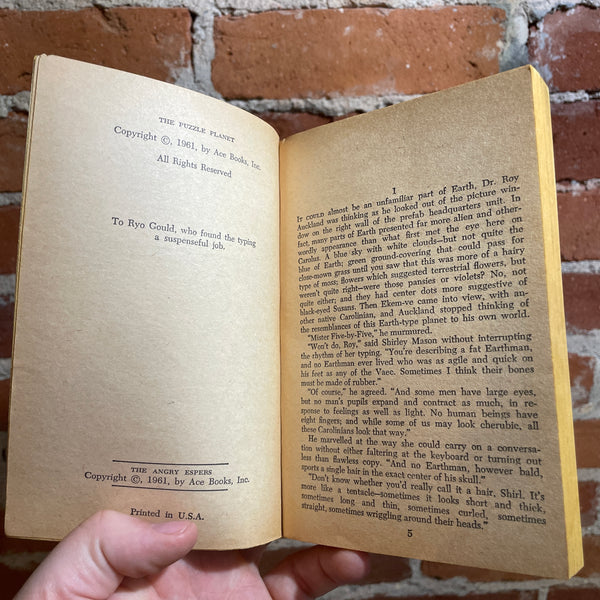 THE PUZZLE PLANET
Copyright ©, 1961, by Ace Books, Inc.
All Rights Reserved
To Ryo Gould, who found the typing
a suspenseful job.
THE ANGRY ESPERS
Copyright ©, 1961, by Ace Books, Inc.
Printed in U.S.A.
I
IT COULD almost be an unfamiliar part of Earth, Dr. Roy
Auckland was thinking as he looked out of the picture win-
dow on the right wall of the prefab headquarters unit. In
fact, many parts of Earth presented far more alien and other-
wordly appearance than what first met the eye here on
Carolus. A blue sky with white clouds—but not quite the
blue of Earth; green ground-covering that could pass for
close-mown grass until you saw that this was more of a hairy
type of moss; flowers which suggested terrestrial flowers, but
weren't quite right—were those pansies or violets? No, not
quite either; and they had center dots more suggestive of
black-eyed Susans. Then Ekem-ve came into view, with an-
other native Carolinian, and Auckland stopped thinking of
the resemblances of this Earth-type planet to his own world.
"Mister Five-by-Five," he murmured.
"Won't do, Roy," said Shirley Mason without interrupting
the rhythm of her typing. "You're describing a fat Earthman,
and no Earthman ever lived who was as agile and quick on
his feet as any of the Vaec. Sometimes I think their bones
must be made of rubber."
"Of course," he agreed. "And some men have large eyes,
but no man's pupils expand and contract as much, in re-
sponse to feelings as well as light. No human beings have
eight fingers; and while some of us may look cherubic, all
these Carolinians look that way."
He marvelled at the way she could carry on a conversa-
tion without either faltering at the keyboard or turning out
less than flawless copy. "And no Earthman, however bald,
sports a single hair in the exact center of his skull."
"Don't know whether you'd really call it a hair, Shirl. It's
more like a tentacle—sometimes it looks short and thick,
sometimes long and thin, sometimes curled, sometimes
straight, sometimes wriggling around their heads."
5